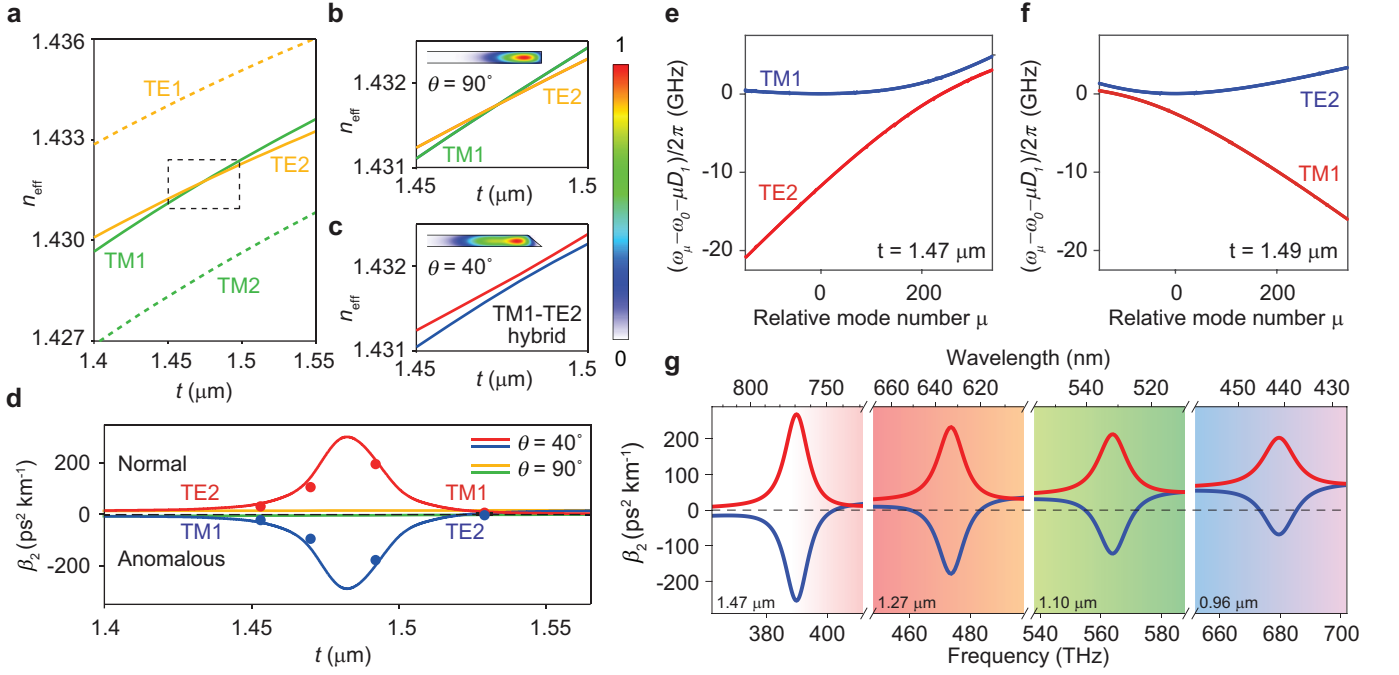 a
1.436
1.433
1.430
1.427
n_eff
TE1
TE2
TM1
TM2
1.4
1.45
1.5
1.55
t (μm)
b
1.432
1.431
n_eff
θ = 90°
TE2
TM1
1.45
1.5
t (μm)
c
1.432
1.431
n_eff
θ = 40°
TM1-TE2
hybrid
1.45
1.5
t (μm)
1
0
d
200
0
-200
β₂ (ps² km⁻¹)
Normal
TE2
TM1
TM1
TE2
Anomalous
θ = 40°
θ = 90°
1.4
1.45
1.5
1.55
t (μm)
e
0
-10
-20
(ω_μ−ω₀−μD₁)/2π (GHz)
TM1
TE2
t = 1.47 μm
0
200
Relative mode number μ
f
0
-10
-20
(ω_μ−ω₀−μD₁)/2π (GHz)
TE2
TM1
t = 1.49 μm
0
200
Relative mode number μ
g
Wavelength (nm)
800 750 660 640 620 540 520 450 440 430
200
100
0
-100
-200
β₂ (ps² km⁻¹)
1.47 μm
1.27 μm
1.10 μm
0.96 μm
380 400 460 480 540 560 580 660 680 700
Frequency (THz)